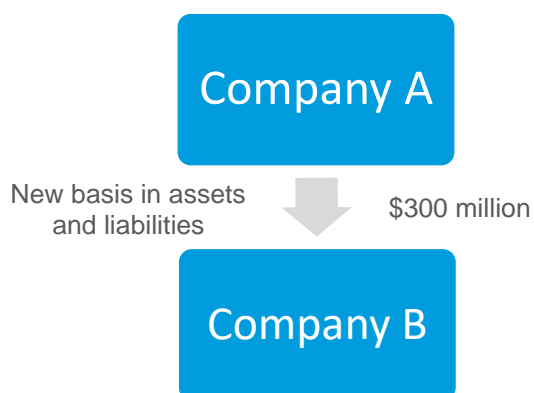 Company A
New basis in assets
and liabilities
$300 million
Company B